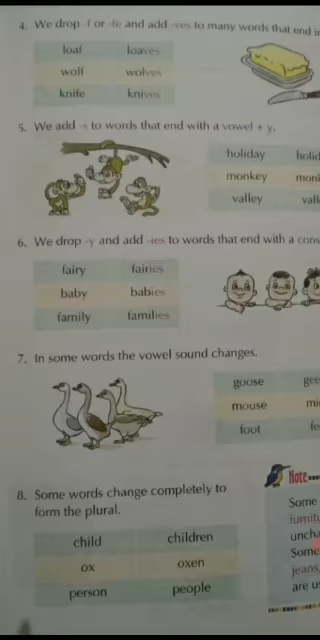 4. We drop -f or -fe and add -ves to many words that end
loaf loaves
wolf wolves
knife knives
5. We add -s to words that end with a vowel + y.
holiday
monkey
valley
6. We drop -y and add -ies to words that end with a
fairy fairies
baby babies
family families
7. In some words the vowel sound changes.
goose
mouse
foot
8. Some words change completely to
form the plural.
child children
ox oxen
person people
Note
Some
Some
jeans,
are